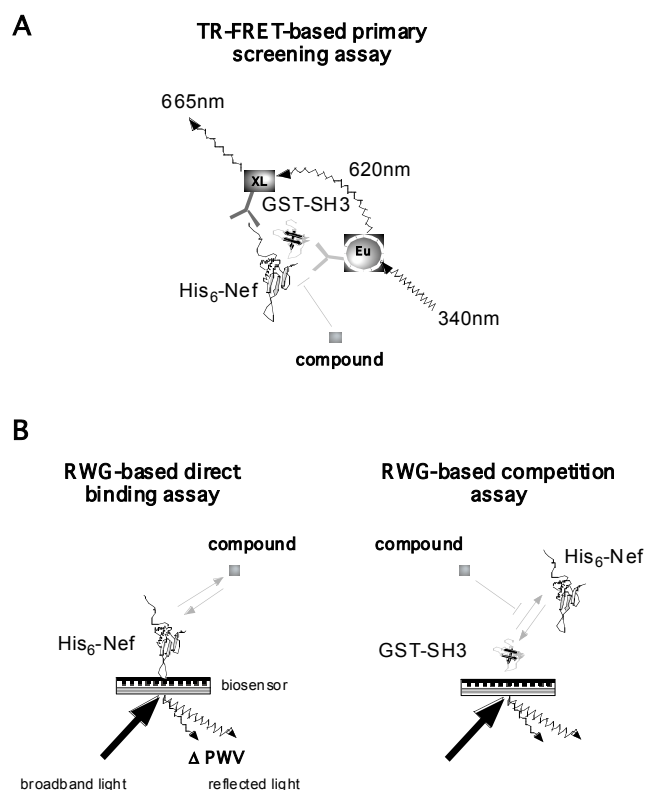 A
TR-FRET-based primary
screening assay
665nm
XL
620nm
GST-SH3
Eu
His6-Nef
340nm
compound
B
RWG-based direct
binding assay
RWG-based competition
assay
compound
compound
His6-Nef
His6-Nef
GST-SH3
biosensor
Δ PWV
broadband light
reflected light